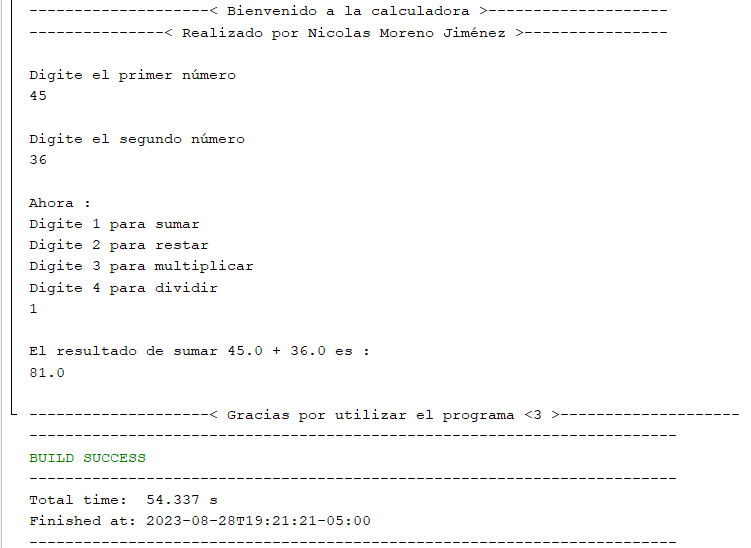 --------------------< Bienvenido a la calculadora >--------------------
---------------< Realizado por Nicolas Moreno Jiménez >----------------
Digite el primer número
45
Digite el segundo número
36
Ahora :
Digite 1 para sumar
Digite 2 para restar
Digite 3 para multiplicar
Digite 4 para dividir
1
El resultado de sumar 45.0 + 36.0 es :
81.0
--------------------< Gracias por utilizar el programa <3 >--------------------
------------------------------------------------------------------------
BUILD SUCCESS
------------------------------------------------------------------------
Total time:  54.337 s
Finished at: 2023-08-28T19:21:21-05:00
------------------------------------------------------------------------